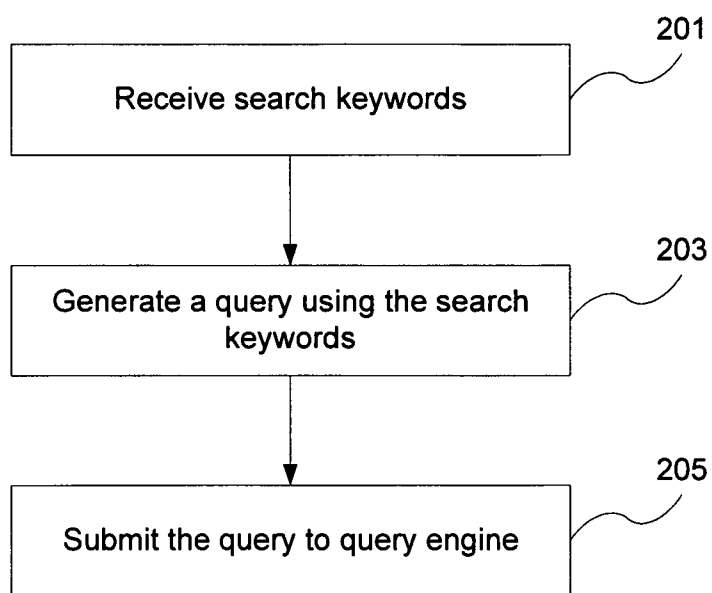 201
Receive search keywords
203
Generate a query using the search
keywords
205
Submit the query to query engine